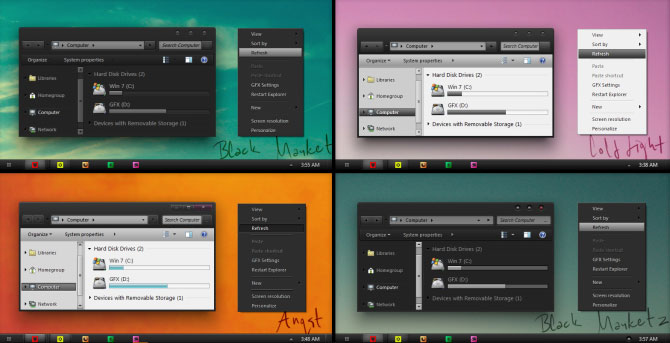 Computer
Search Computer
Organize
System properties
Libraries
Homegroup
Computer
Network
Hard Disk Drives (2)
Win 7 (C:)
GFX (D:)
Devices with Removable Storage (1)
View
Sort by
Refresh
Paste
Paste shortcut
GFX Settings
Restart Explorer
New
Screen resolution
Personalize
Black Market
3:55 AM
Computer
Search Computer
Organize
System properties
Libraries
Homegroup
Computer
Network
Hard Disk Drives (2)
Win 7 (C:)
GFX (D:)
Devices with Removable Storage (1)
View
Sort by
Refresh
Paste
Paste shortcut
GFX Settings
Restart Explorer
New
Screen resolution
Personalize
3:38 AM
Computer
Search Computer
Organize
System properties
Libraries
Homegroup
Computer
Network
Hard Disk Drives (2)
Win 7 (C:)
GFX (D:)
Devices with Removable Storage (1)
View
Sort by
Refresh
Paste
Paste shortcut
GFX Settings
Restart Explorer
New
Screen resolution
Personalize
Angst
3:48 AM
Computer
Search Computer
Organize
System properties
Libraries
Homegroup
Computer
Network
Hard Disk Drives (2)
Win 7 (C:)
GFX (D:)
Devices with Removable Storage (1)
View
Sort by
Refresh
Paste
Paste shortcut
GFX Settings
Restart Explorer
New
Screen resolution
Personalize
Black Market 2
3:57 AM